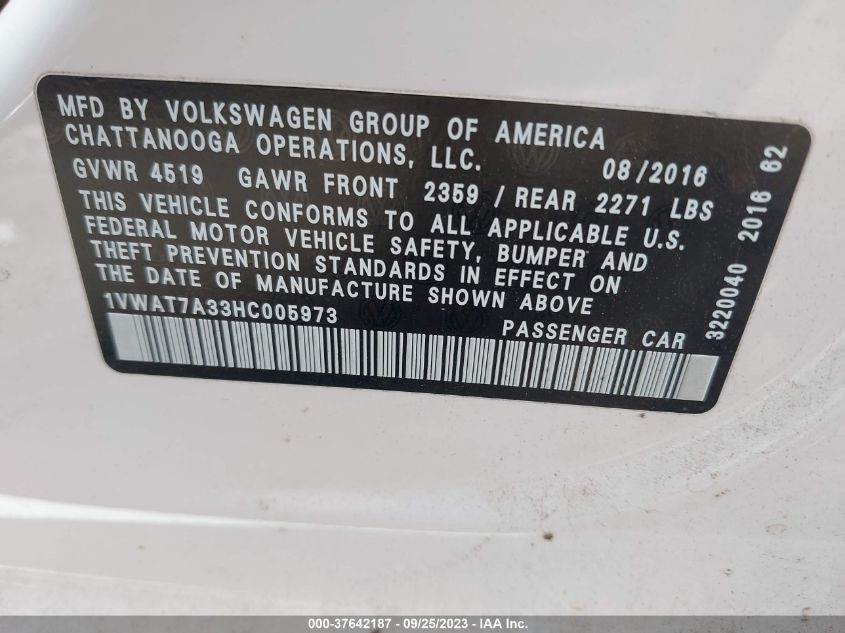 MFD BY VOLKSWAGEN GROUP OF AMERICA
CHATTANOOGA OPERATIONS, LLC. 08/2016
GVWR 4519 GAWR FRONT 2359 / REAR 2271 LBS
THIS VEHICLE CONFORMS TO ALL APPLICABLE U.S.
FEDERAL MOTOR VEHICLE SAFETY, BUMPER AND
THEFT PREVENTION STANDARDS IN EFFECT ON
THE DATE OF MANUFACTURE SHOWN ABOVE
1VWAT7A33HC005973 PASSENGER CAR
3220040 2016 62
000-37642187 - 09/25/2023 - © IAA, Inc.